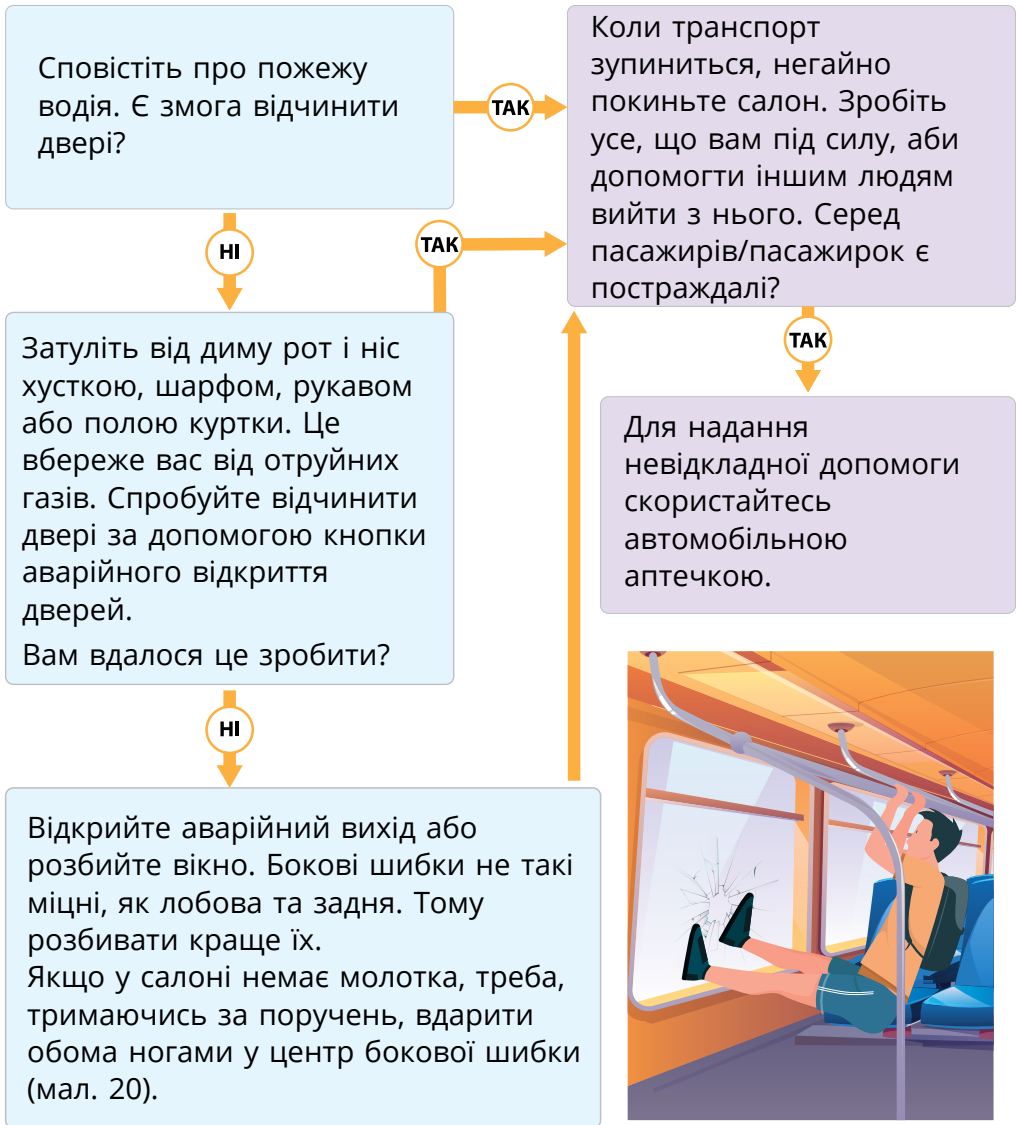 Сповістіть про пожежу
водія. Є змога відчинити
двері?
ТАК
Коли транспорт
зупиниться, негайно
покиньте салон. Зробіть
усе, що вам під силу, аби
допомогти іншим людям
вийти з нього. Серед
пасажирів/пасажирок є
постраждалі?
НІ
ТАК
Затуліть від диму рот і ніс
хусткою, шарфом, рукавом
або полою куртки. Це
вбереже вас від отруйних
газів. Спробуйте відчинити
двері за допомогою кнопки
аварійного відкриття
дверей.
Вам вдалося це зробити?
ТАК
Для надання
невідкладної допомоги
скористайтесь
автомобільною
аптечкою.
НІ
Відкрийте аварійний вихід або
розбийте вікно. Бокові шибки не такі
міцні, як лобова та задня. Тому
розбивати краще їх.
Якщо у салоні немає молотка, треба,
тримаючись за поручень, вдарити
обома ногами у центр бокової шибки
(мал. 20).